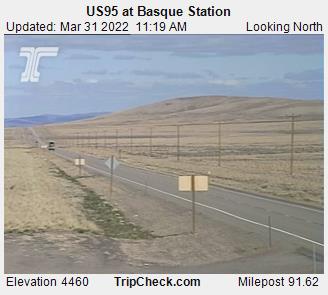 US95 at Basque Station
Updated: Mar 31 2022 11:19 AM Looking North
Elevation 4460 TripCheck.com Milepost 91.62